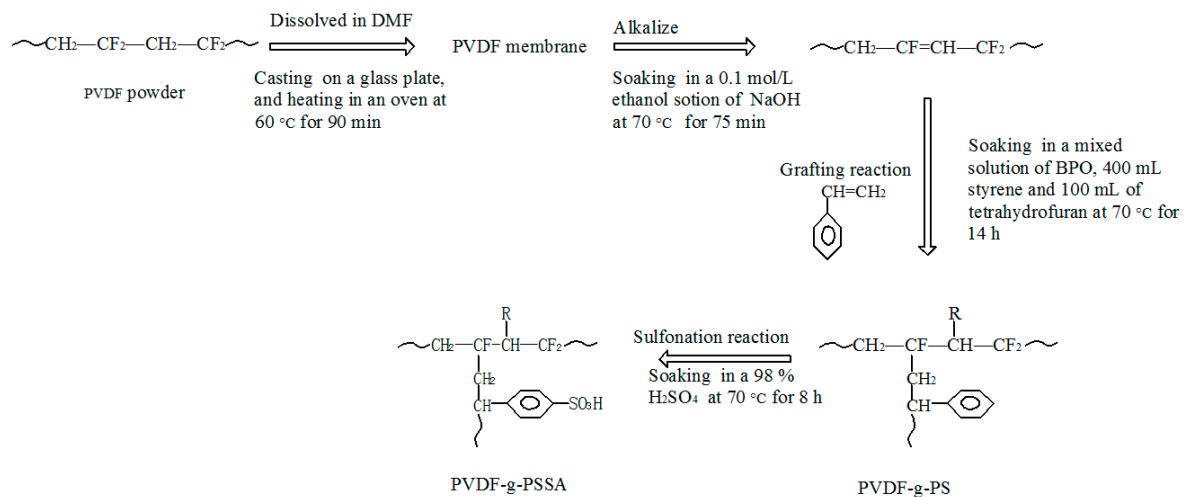 Dissolved in DMF
CH2—CF2—CH2—CF2
PVDF powder
Casting on a glass plate,
and heating in an oven at
60 °C for 90 min
PVDF membrane
Alkalize
Soaking in a 0.1 mol/L
ethanol sotion of NaOH
at 70 °C for 75 min
CH2—CF=CH—CF2
Grafting reaction
CH=CH2
Soaking in a mixed
solution of BPO, 400 mL
styrene and 100 mL of
tetrahydrofuran at 70 °C for
14 h
R
CH2—CF—CH—CF2
CH2
CH
SO3H
PVDF-g-PSSA
Sulfonation reaction
Soaking in a 98 %
H2SO4 at 70 °C for 8 h
R
CH2—CF—CH—CF2
CH2
CH
PVDF-g-PS